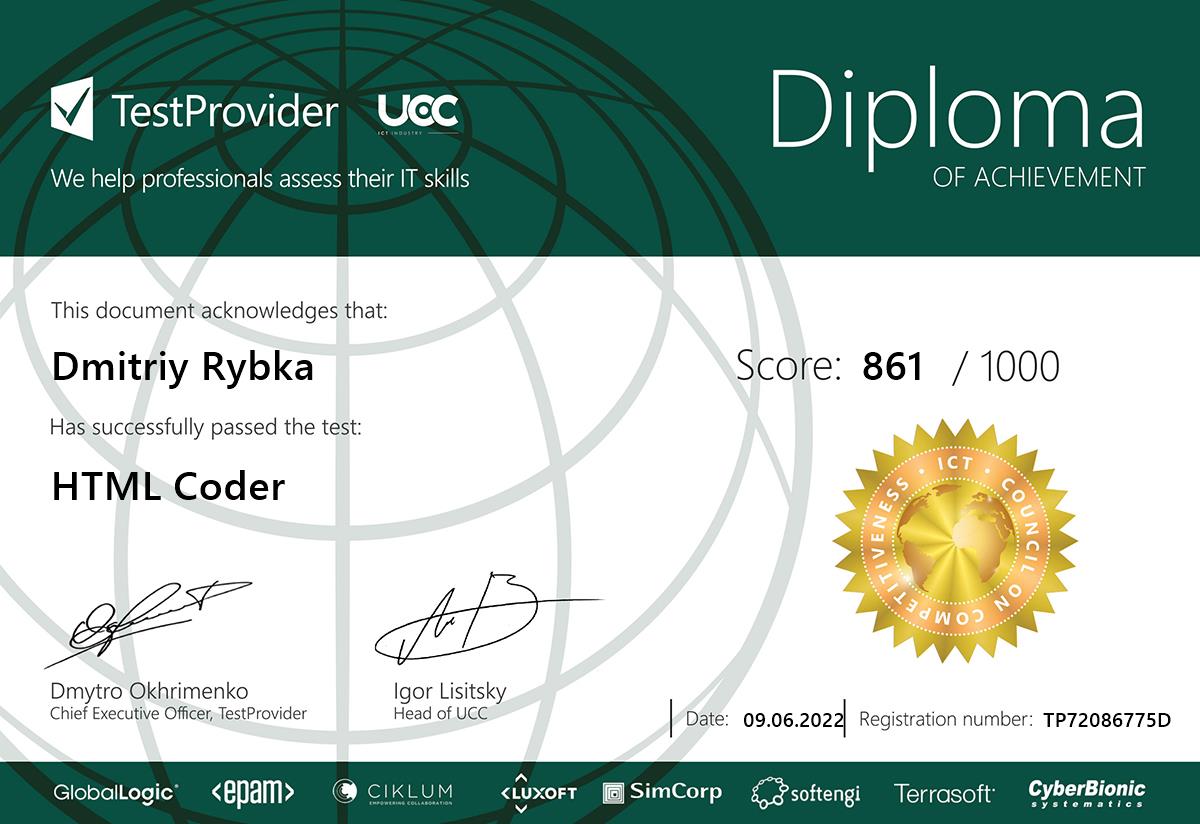 TestProvider
UCC
ICT INDUSTRY
We help professionals assess their IT skills
Diploma
OF ACHIEVEMENT
This document acknowledges that:
Dmitriy Rybka
Score: 861 / 1000
Has successfully passed the test:
HTML Coder
ICT • COUNCIL ON COMPETITIVENESS •
Dmytro Okhrimenko
Chief Executive Officer, TestProvider
Igor Lisitsky
Head of UCC
Date: 09.06.2022
Registration number: TP72086775D
GlobalLogic®
<epam>
CIKLUM
EMPOWERING COLLABORATION
LUXOFT
SimCorp
softengi
Terrasoft
CyberBionic
systematics